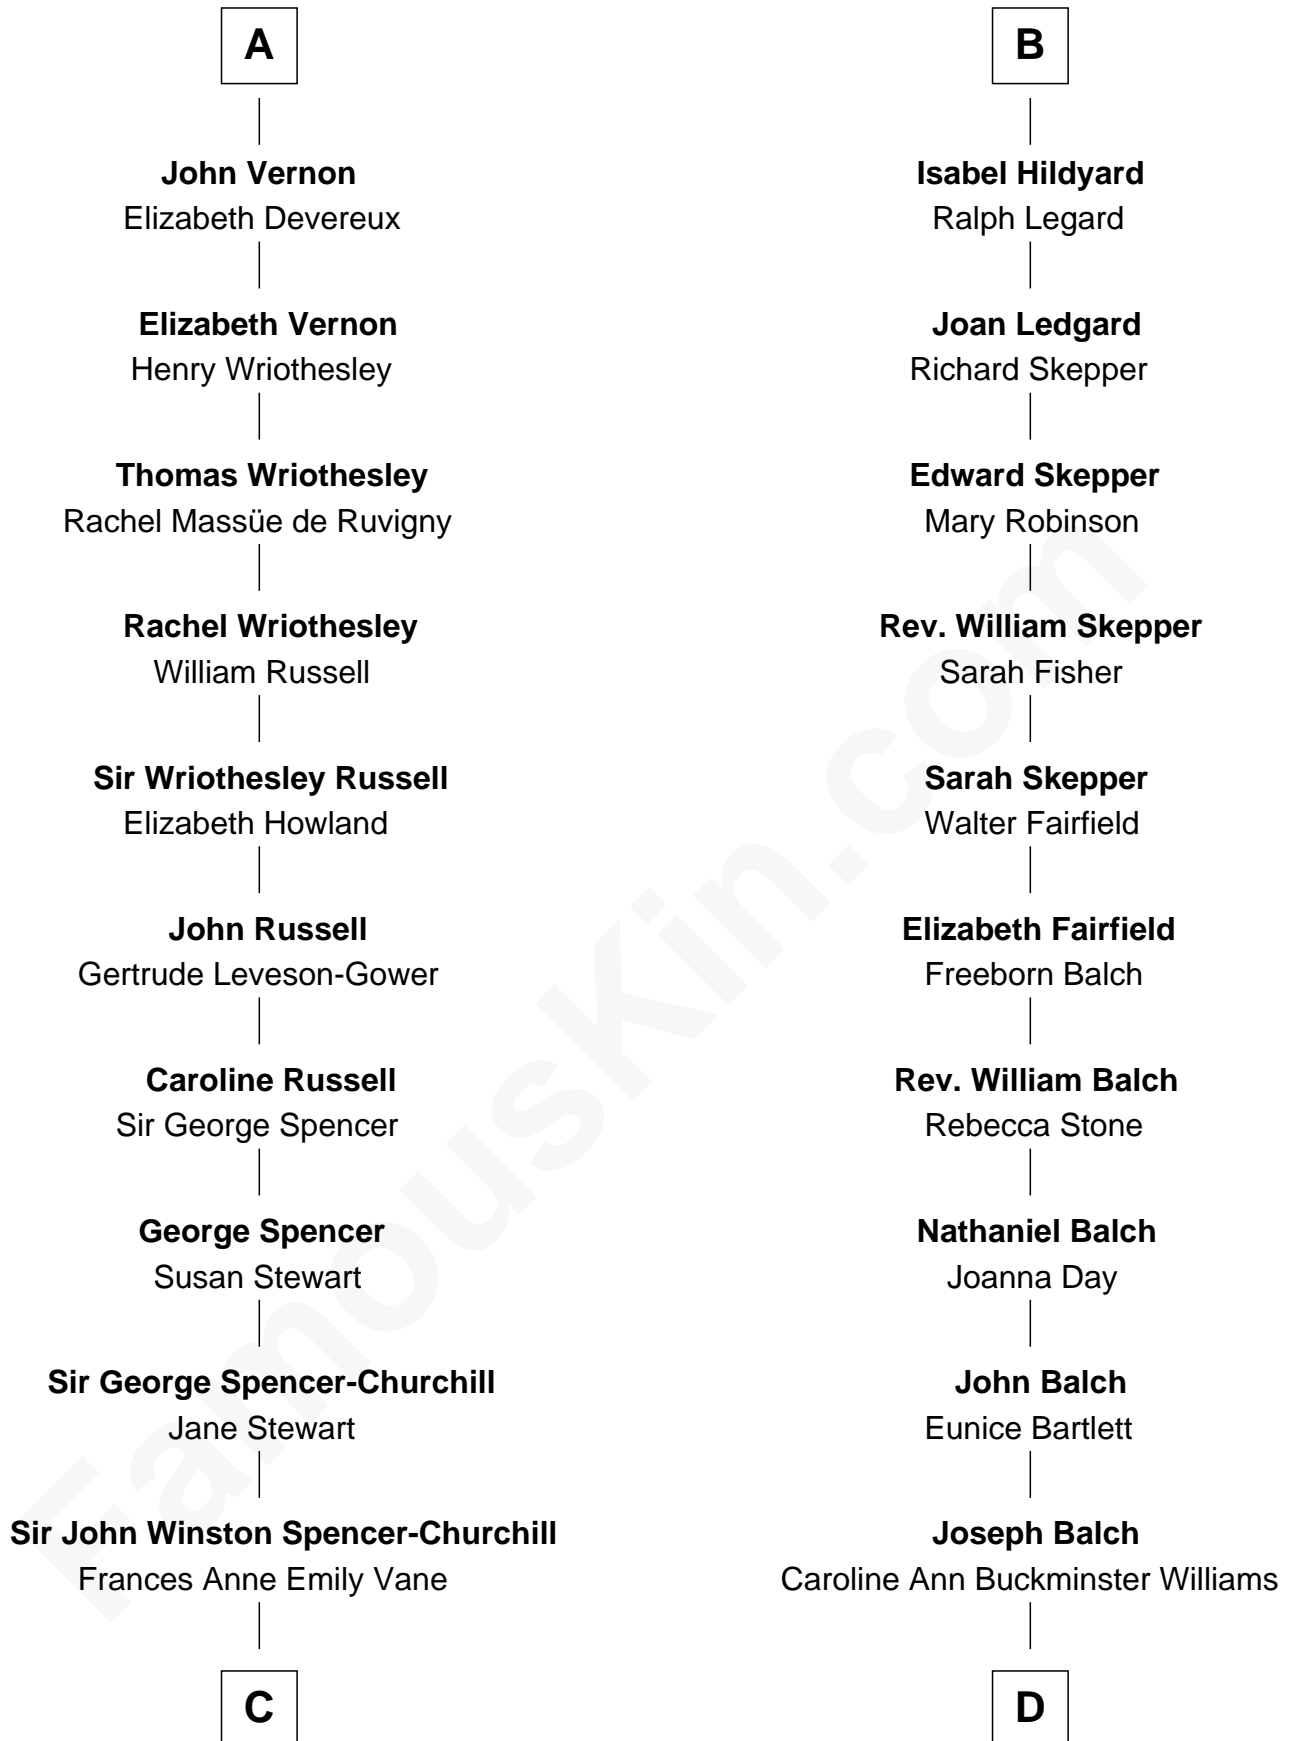 A
John Vernon
Elizabeth Devereux
Elizabeth Vernon
Henry Wriothesley
Thomas Wriothesley
Rachel Massüe de Ruvigny
Rachel Wriothesley
William Russell
Sir Wriothesley Russell
Elizabeth Howland
John Russell
Gertrude Leveson-Gower
Caroline Russell
Sir George Spencer
George Spencer
Susan Stewart
Sir George Spencer-Churchill
Jane Stewart
Sir John Winston Spencer-Churchill
Frances Anne Emily Vane
C
B
Isabel Hildyard
Ralph Legard
Joan Ledgard
Richard Skepper
Edward Skepper
Mary Robinson
Rev. William Skepper
Sarah Fisher
Sarah Skepper
Walter Fairfield
Elizabeth Fairfield
Freeborn Balch
Rev. William Balch
Rebecca Stone
Nathaniel Balch
Joanna Day
John Balch
Eunice Bartlett
Joseph Balch
Caroline Ann Buckminster Williams
D
FamousKin.com